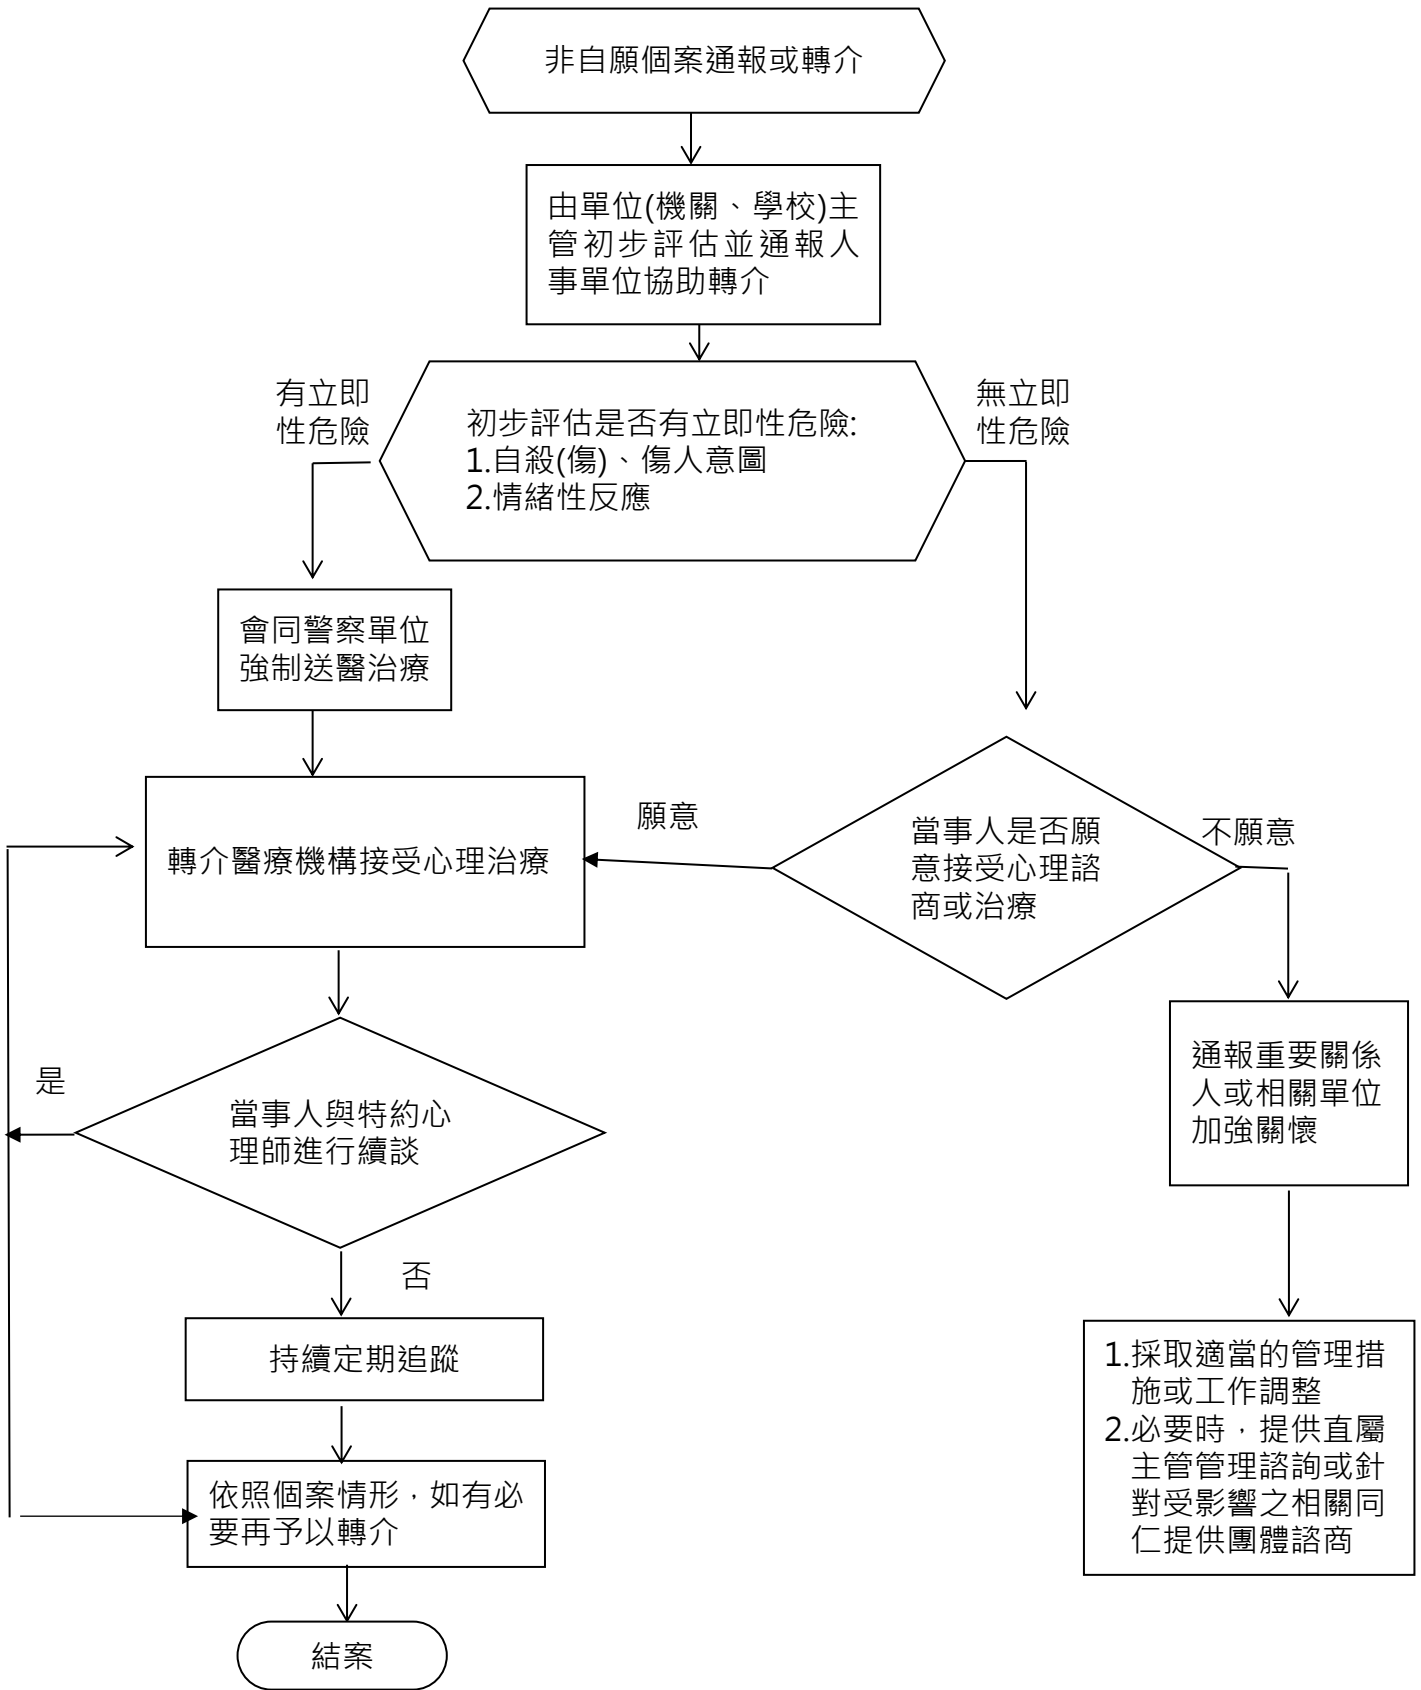 非自願個案通報或轉介
由單位(機關、學校)主
管初步評估並通報人
事單位協助轉介
有立即
性危險
初步評估是否有立即性危險:
1.自殺(傷)、傷人意圖
2.情緒性反應
無立即
性危險
會同警察單位
強制送醫治療
轉介醫療機構接受心理治療
願意
當事人是否願
意接受心理諮
商或治療
不願意
通報重要關係
人或相關單位
加強關懷
是
當事人與特約心
理師進行續談
否
持續定期追蹤
1.採取適當的管理措
施或工作調整
2.必要時，提供直屬
主管管理諮詢或針
對受影響之相關同
仁提供團體諮商
依照個案情形，如有必
要再予以轉介
結案